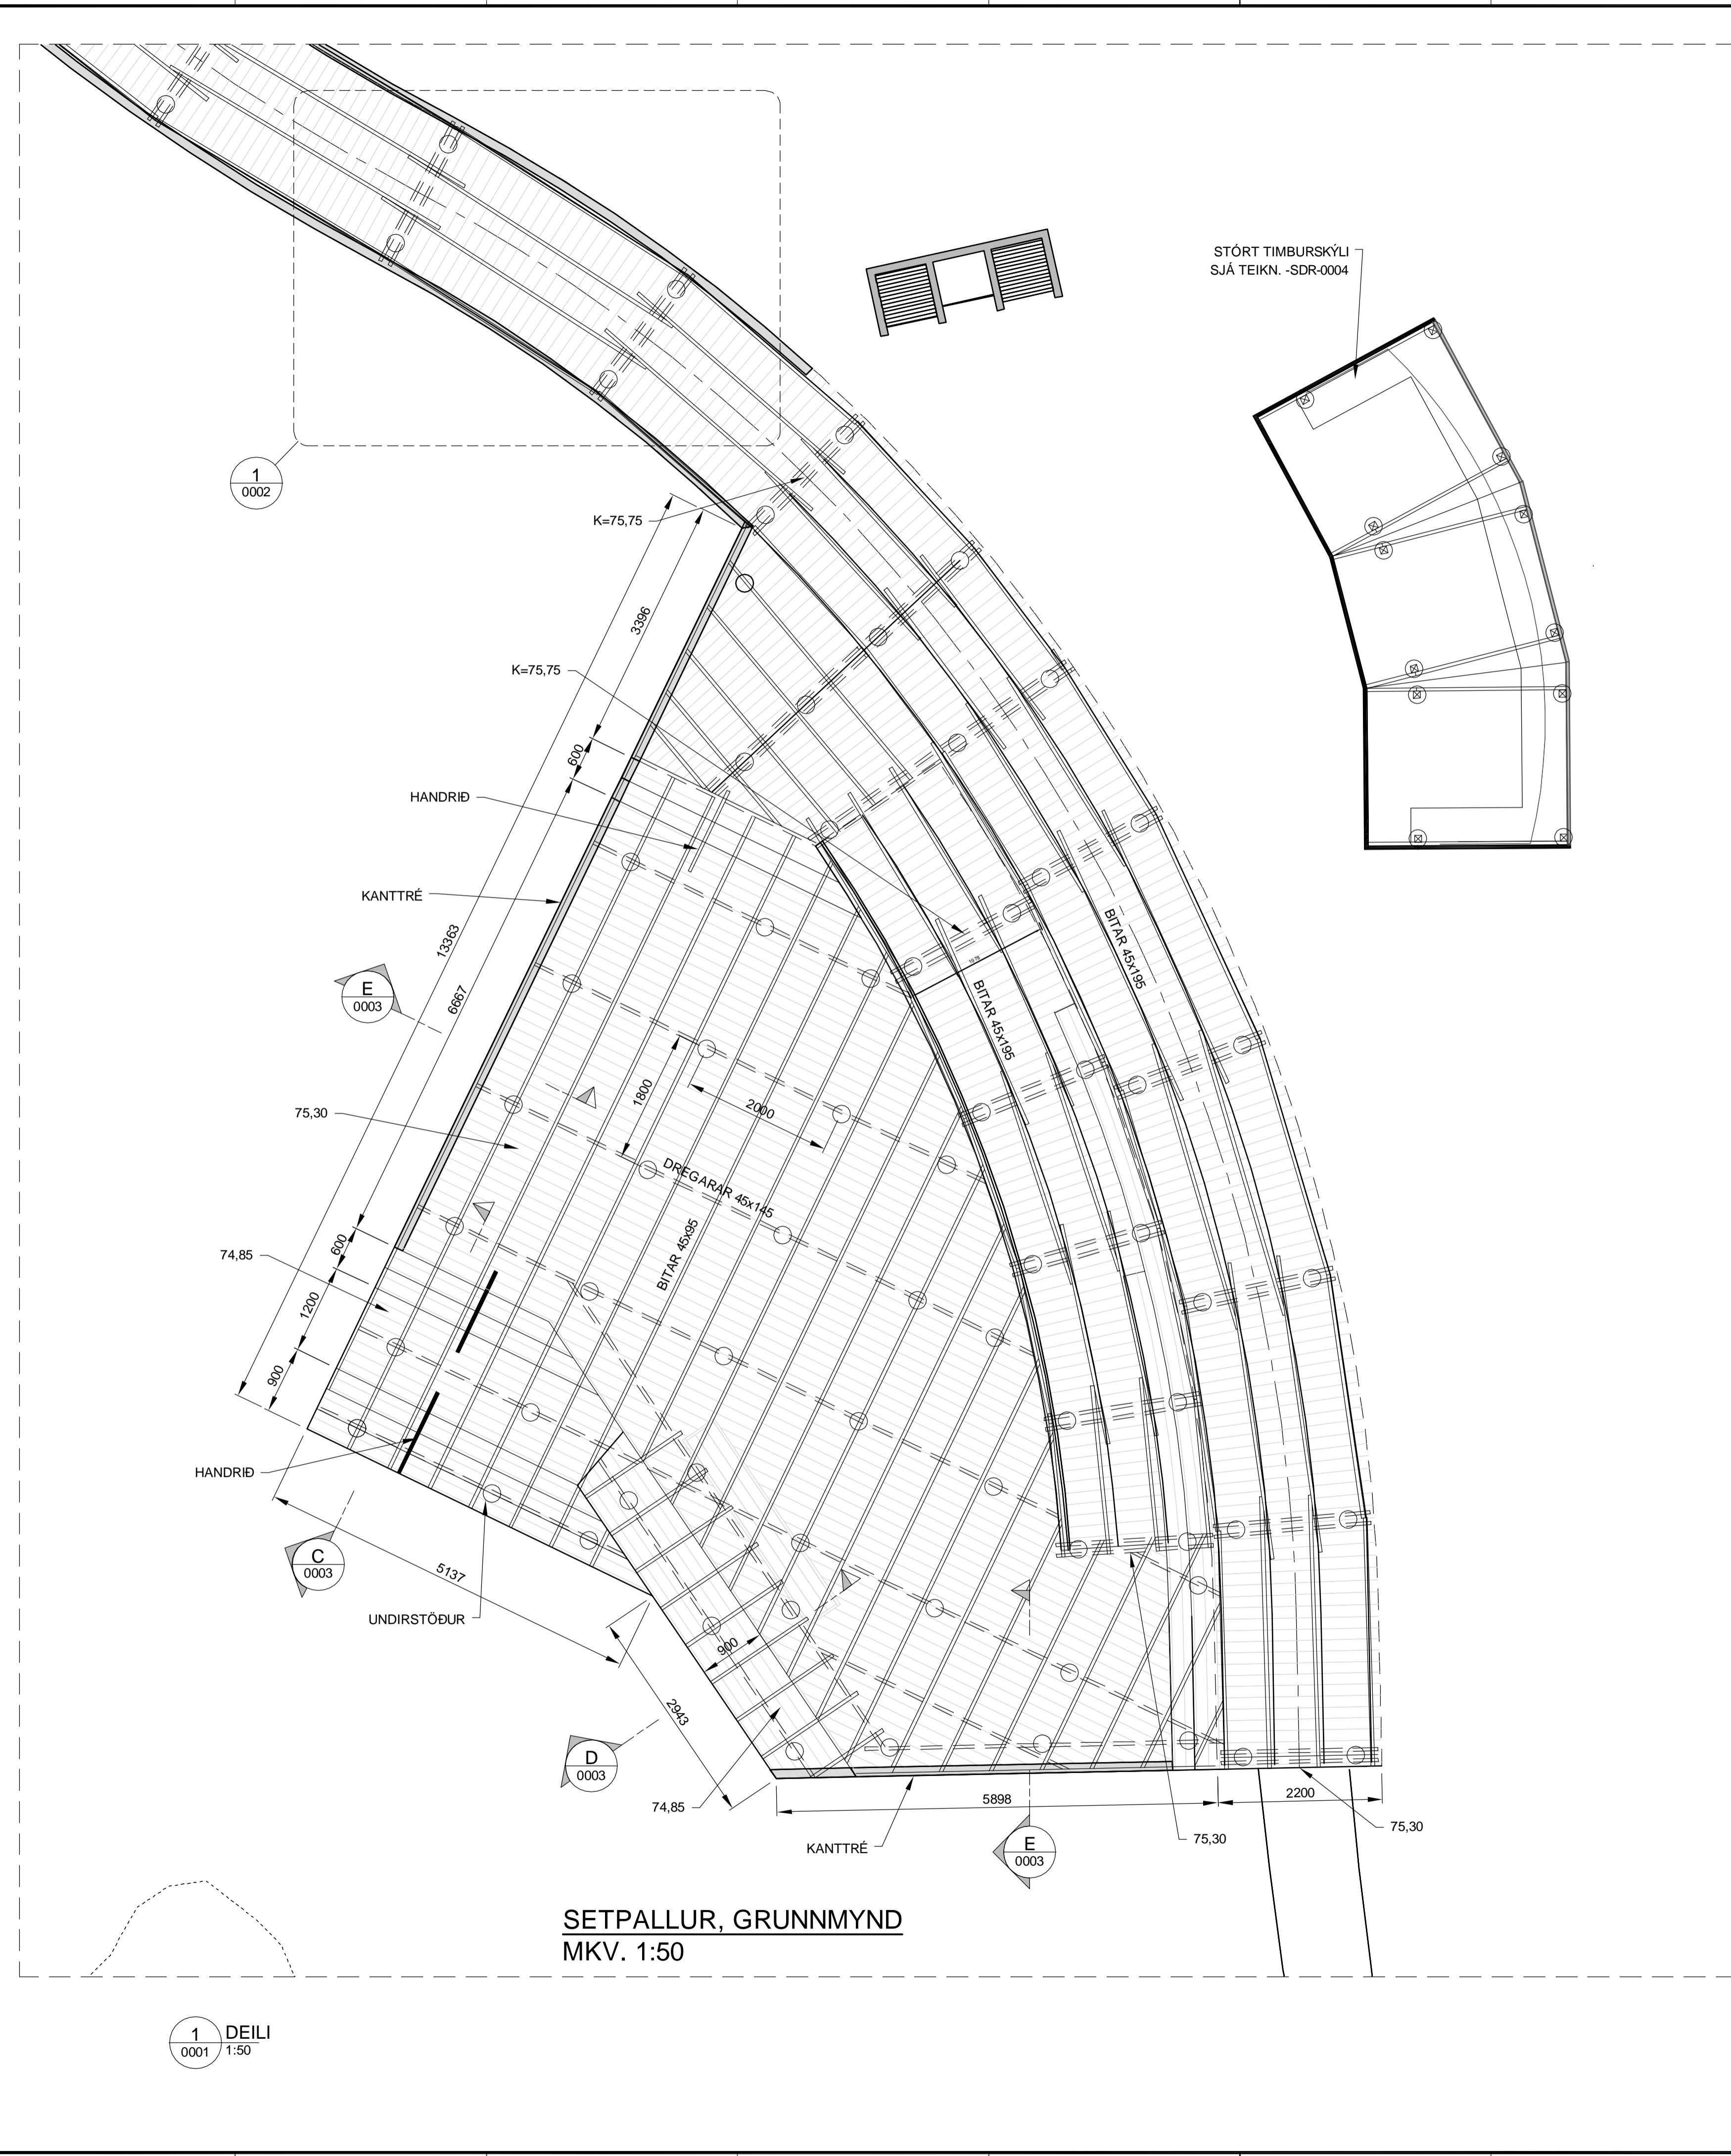 STÓRT TIMBURSKÝLI
SJÁ TEIKN. -SDR-0004
1
0002
K=75,75
3396
K=75,75
600
HANDRIÐ
KANTTRÉ
13363
6667
E
0003
BITAR 45x195
BITAR 45x195
1800
2000
75,30
DREGARAR 45x145
BITAR 45x95
74,85
600
1200
900
HANDRIÐ
C
0003
5137
UNDIRSTÖÐUR
900
2943
D
0003
74,85
5898
2200
KANTTRÉ
E
0003
75,30
75,30
SETPALLUR, GRUNNMYND
MKV. 1:50
1
0001
DEILI
1:50